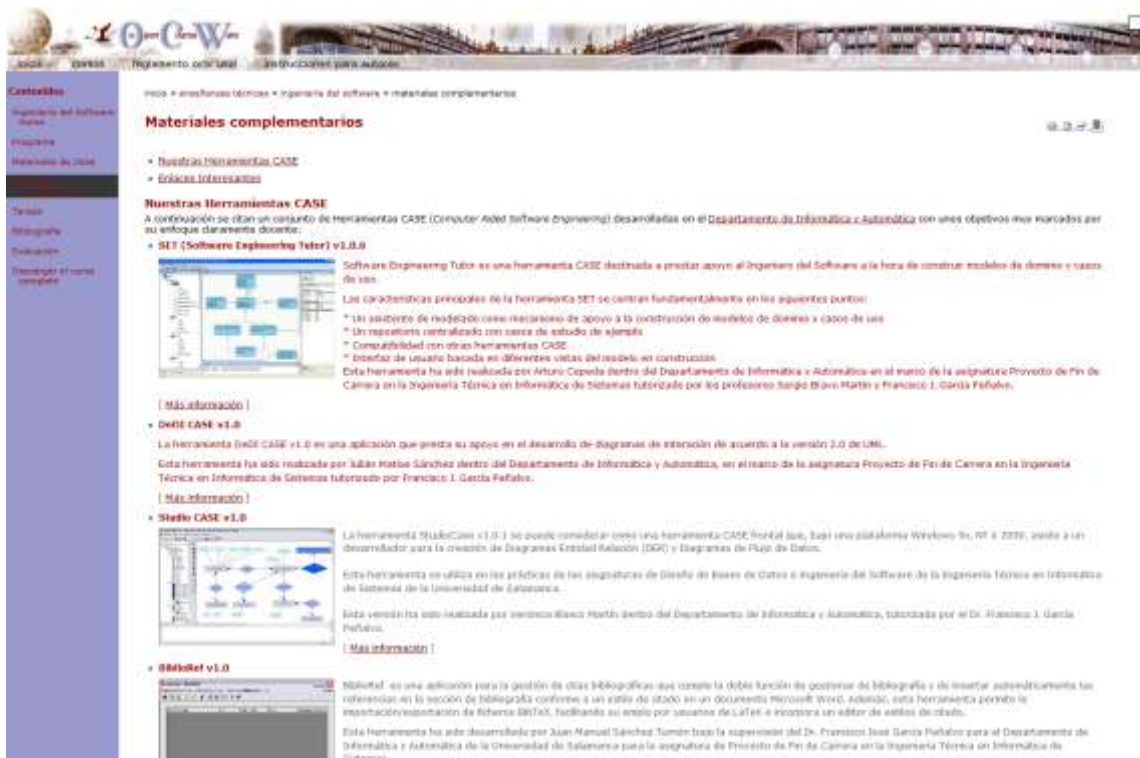 Open Course Ware
inicio cursos reglamento ocw usal instrucciones para autores
Contenidos
Ingeniería del Software
Programa
Materiales de clase
Tareas
Bibliografía
Evaluación
Descargar el curso
completo
inicio » enseñanzas técnicas » ingeniería del software » materiales complementarios
Materiales complementarios
Nuestras Herramientas CASE
Enlaces Interesantes
Nuestras Herramientas CASE
A continuación se citan un conjunto de Herramientas CASE (Computer Aided Software Engineering) desarrolladas en el Departamento de Informática y Automática con unos objetivos muy marcados por
su enfoque claramente docente:
SET (Software Engineering Tutor) v1.0.6
Software Engineering Tutor es una herramienta CASE destinada a prestar apoyo al Ingeniero del Software a la hora de construir modelos de dominio y casos
de uso.
Las características principales de la herramienta SET se centran fundamentalmente en los siguientes puntos:
* Un asistente de modelado como mecanismo de apoyo a la construcción de modelos de dominio y casos de uso
* Un repositorio centralizado con casos de estudio de ejemplo
* Compatibilidad con otras herramientas CASE
* Interfaz de usuario basada en diferentes vistas del modelo en construcción
Esta herramienta ha sido realizada por Arturo Cepeda dentro del Departamento de Informática y Automática en el marco de la asignatura Proyecto de Fin de
Carrera en la Ingeniería Técnica en Informática de Sistemas tutorizado por los profesores Sergio Bravo Martín y Francisco J. García Peñalvo.
[ Más información ]
DeDI CASE v1.0
La herramienta DeDI CASE v1.0 es una aplicación que presta su apoyo en el desarrollo de diagramas de interación de acuerdo a la versión 2.0 de UML.
Esta herramienta ha sido realizada por Julián Matías Sánchez dentro del Departamento de Informática y Automática, en el marco de la asignatura Proyecto de Fin de Carrera en la Ingeniería
Técnica en Informática de Sistemas tutorizado por Francisco J. García Peñalvo.
[ Más información ]
Studio CASE v1.0
La herramienta StudioCase v1.0.1 se puede considerar como una herramienta CASE frontal que, bajo una plataforma Windows 9x, NT ó 2000, asiste a un
desarrollador para la creación de Diagramas Entidad Relación (DER) y Diagramas de Flujo de Datos.
Esta herramienta se utiliza en las prácticas de las asignaturas de Diseño de Bases de Datos e Ingeniería del Software de la Ingeniería Técnica en Informática
de Sistemas de la Universidad de Salamanca.
Esta versión ha sido realizada por Verónica Blasco Martín dentro del Departamento de Informática y Automática, tutorizada por el Dr. Francisco J. García
Peñalvo.
[ Más información ]
BiblioRef v1.0
BiblioRef es una aplicación para la gestión de citas bibliográficas que cumple la doble función de gestionar de bibliografía y de insertar automáticamente las
referencias en la sección de bibliografía conforme a un estilo de citado en un documento Microsoft Word. Además, esta herramienta permite la
importación/exportación de ficheros BibTeX, facilitando su empleo por usuarios de LaTeX e incorpora un editor de estilos de citado.
Esta herramienta ha sido desarrollada por Juan Manuel Sánchez Turrión bajo la supervisión del Dr. Francisco José García Peñalvo para el Departamento de
Informática y Automática de la Universidad de Salamanca para la asignatura de Proyecto de Fin de Carrera en la Ingeniería Técnica en Informática de